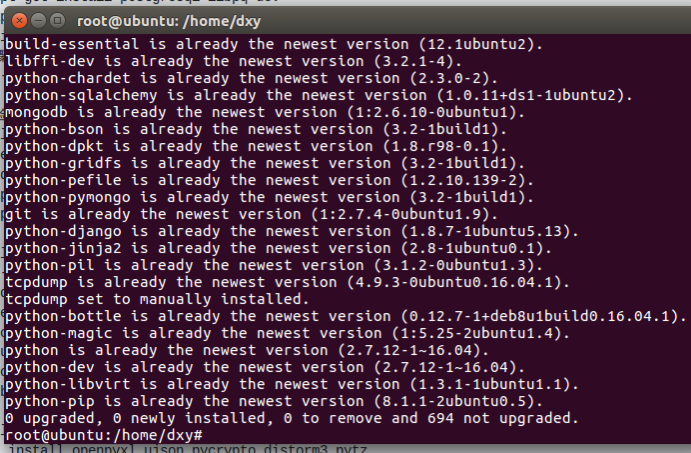 root@ubuntu: /home/dxy
build-essential is already the newest version (12.1ubuntu2).
libffi-dev is already the newest version (3.2.1-4).
python-chardet is already the newest version (2.3.0-2).
python-sqlalchemy is already the newest version (1.0.11+ds1-1ubuntu2).
mongodb is already the newest version (1:2.6.10-0ubuntu1).
python-bson is already the newest version (3.2-1build1).
python-dpkt is already the newest version (1.8.r98-0.1).
python-gridfs is already the newest version (3.2-1build1).
python-pefile is already the newest version (1.2.10.139-2).
python-pymongo is already the newest version (3.2-1build1).
git is already the newest version (1:2.7.4-0ubuntu1.9).
python-django is already the newest version (1.8.7-1ubuntu5.13).
python-jinja2 is already the newest version (2.8-1ubuntu0.1).
python-pil is already the newest version (3.1.2-0ubuntu1.3).
tcpdump is already the newest version (4.9.3-0ubuntu0.16.04.1).
tcpdump set to manually installed.
python-bottle is already the newest version (0.12.7-1+deb8u1build0.16.04.1).
python-magic is already the newest version (1:5.25-2ubuntu1.4).
python is already the newest version (2.7.12-1~16.04).
python-dev is already the newest version (2.7.12-1~16.04).
python-libvirt is already the newest version (1.3.1-1ubuntu1.1).
python-pip is already the newest version (8.1.1-2ubuntu0.5).
0 upgraded, 0 newly installed, 0 to remove and 694 not upgraded.
root@ubuntu:/home/dxy#
install openpyxl ujson pycrypto distorm3 pytz